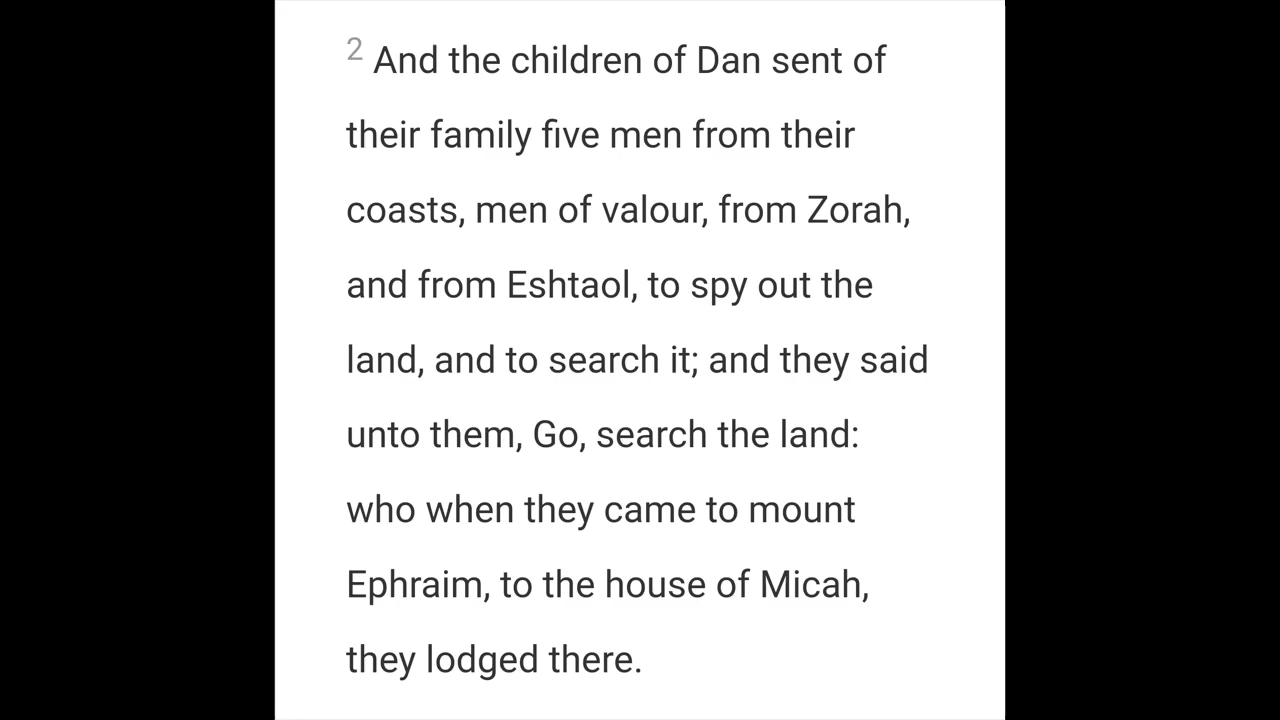 2 And the children of Dan sent of
their family five men from their
coasts, men of valour, from Zorah,
and from Eshtaol, to spy out the
land, and to search it; and they said
unto them, Go, search the land:
who when they came to mount
Ephraim, to the house of Micah,
they lodged there.